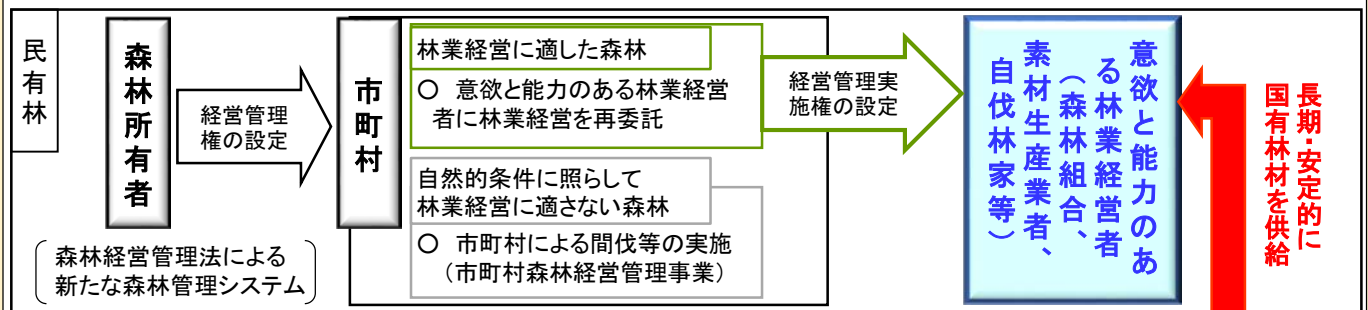 民有林
森林所有者
経営管理
権の設定
森林経営管理法による
新たな森林管理システム
市町村
林業経営に適した森林
○ 意欲と能力のある林業経営
者に林業経営を再委託
自然的条件に照らして
林業経営に適さない森林
○ 市町村による間伐等の実施
（市町村森林経営管理事業）
経営管理実
施権の設定
意欲と能力のあ
る林業経営者
（森林組合、
素材生産業者、
自伐林家等）
長期・安定的に
国有林材を供給